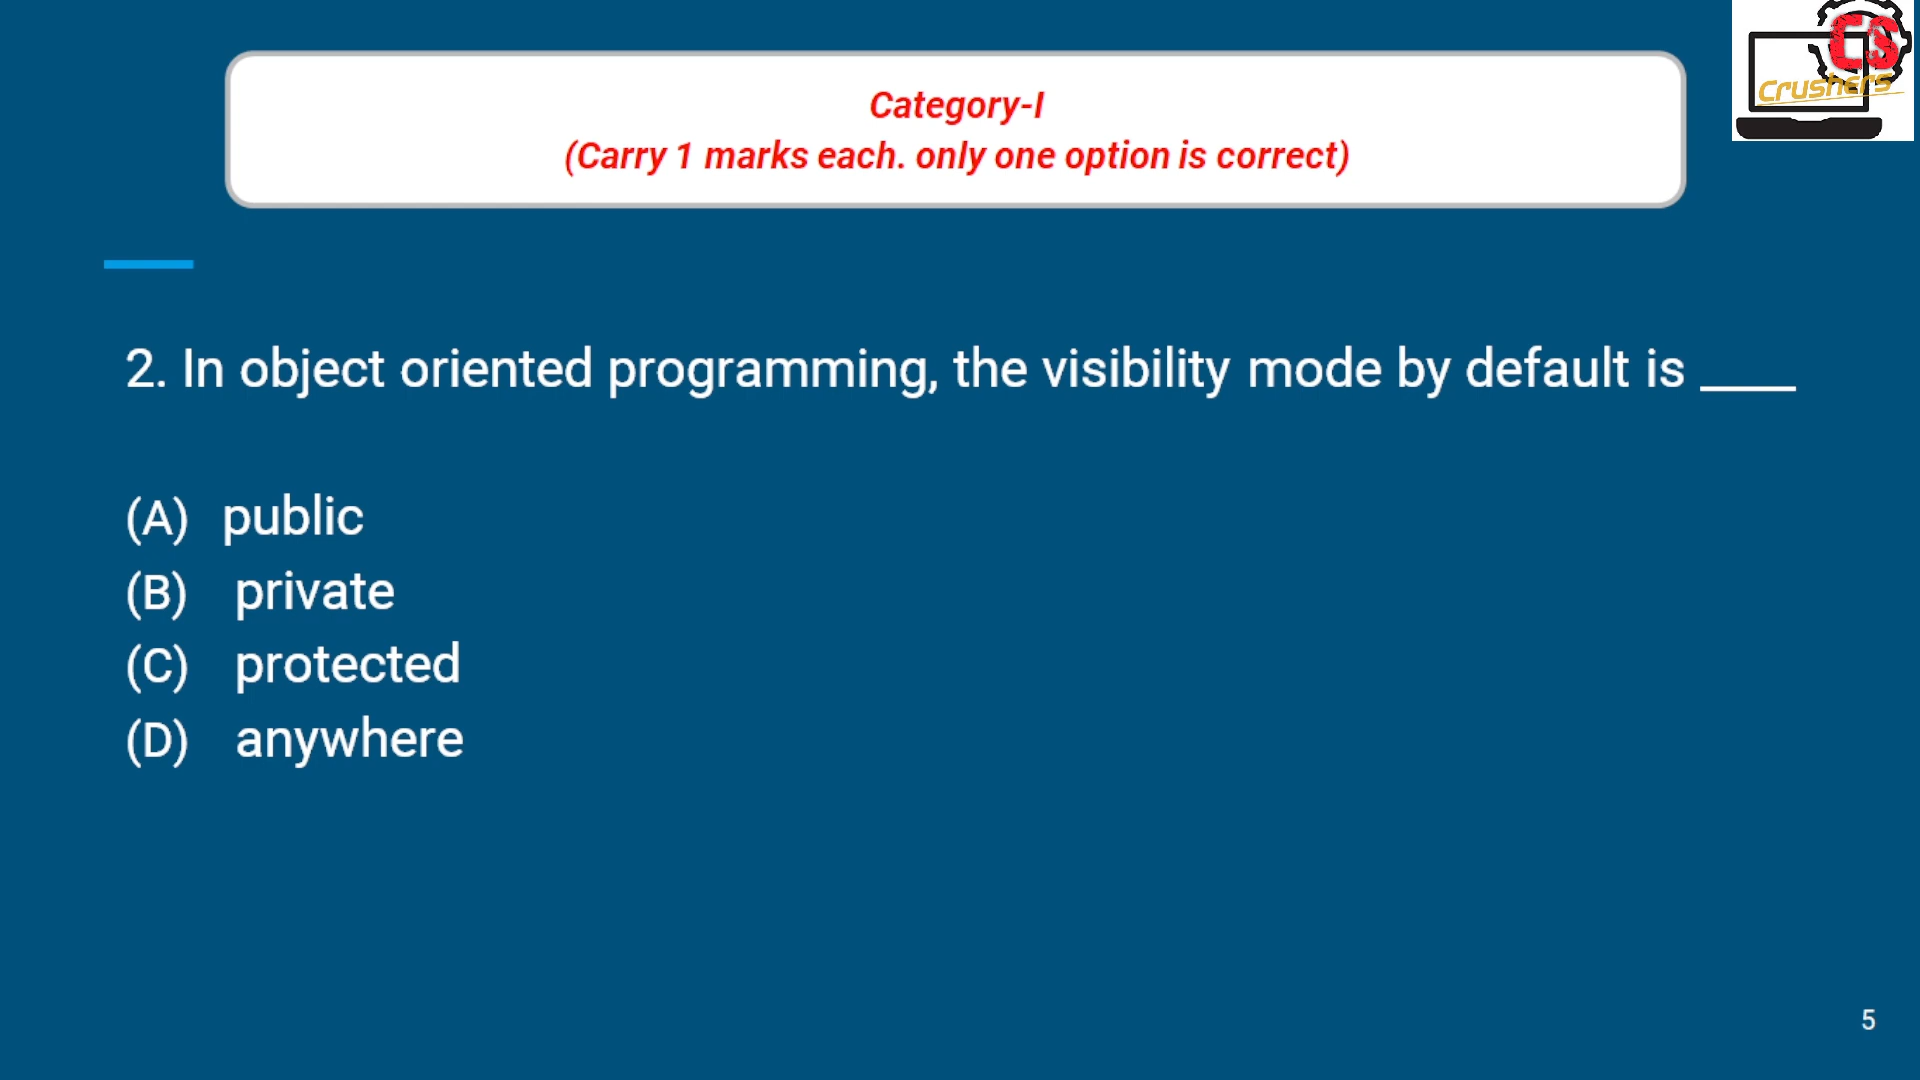 CS
Crushers
Category-I
(Carry 1 marks each. only one option is correct)
2. In object oriented programming, the visibility mode by default is ____
(A) public
(B) private
(C) protected
(D) anywhere
5